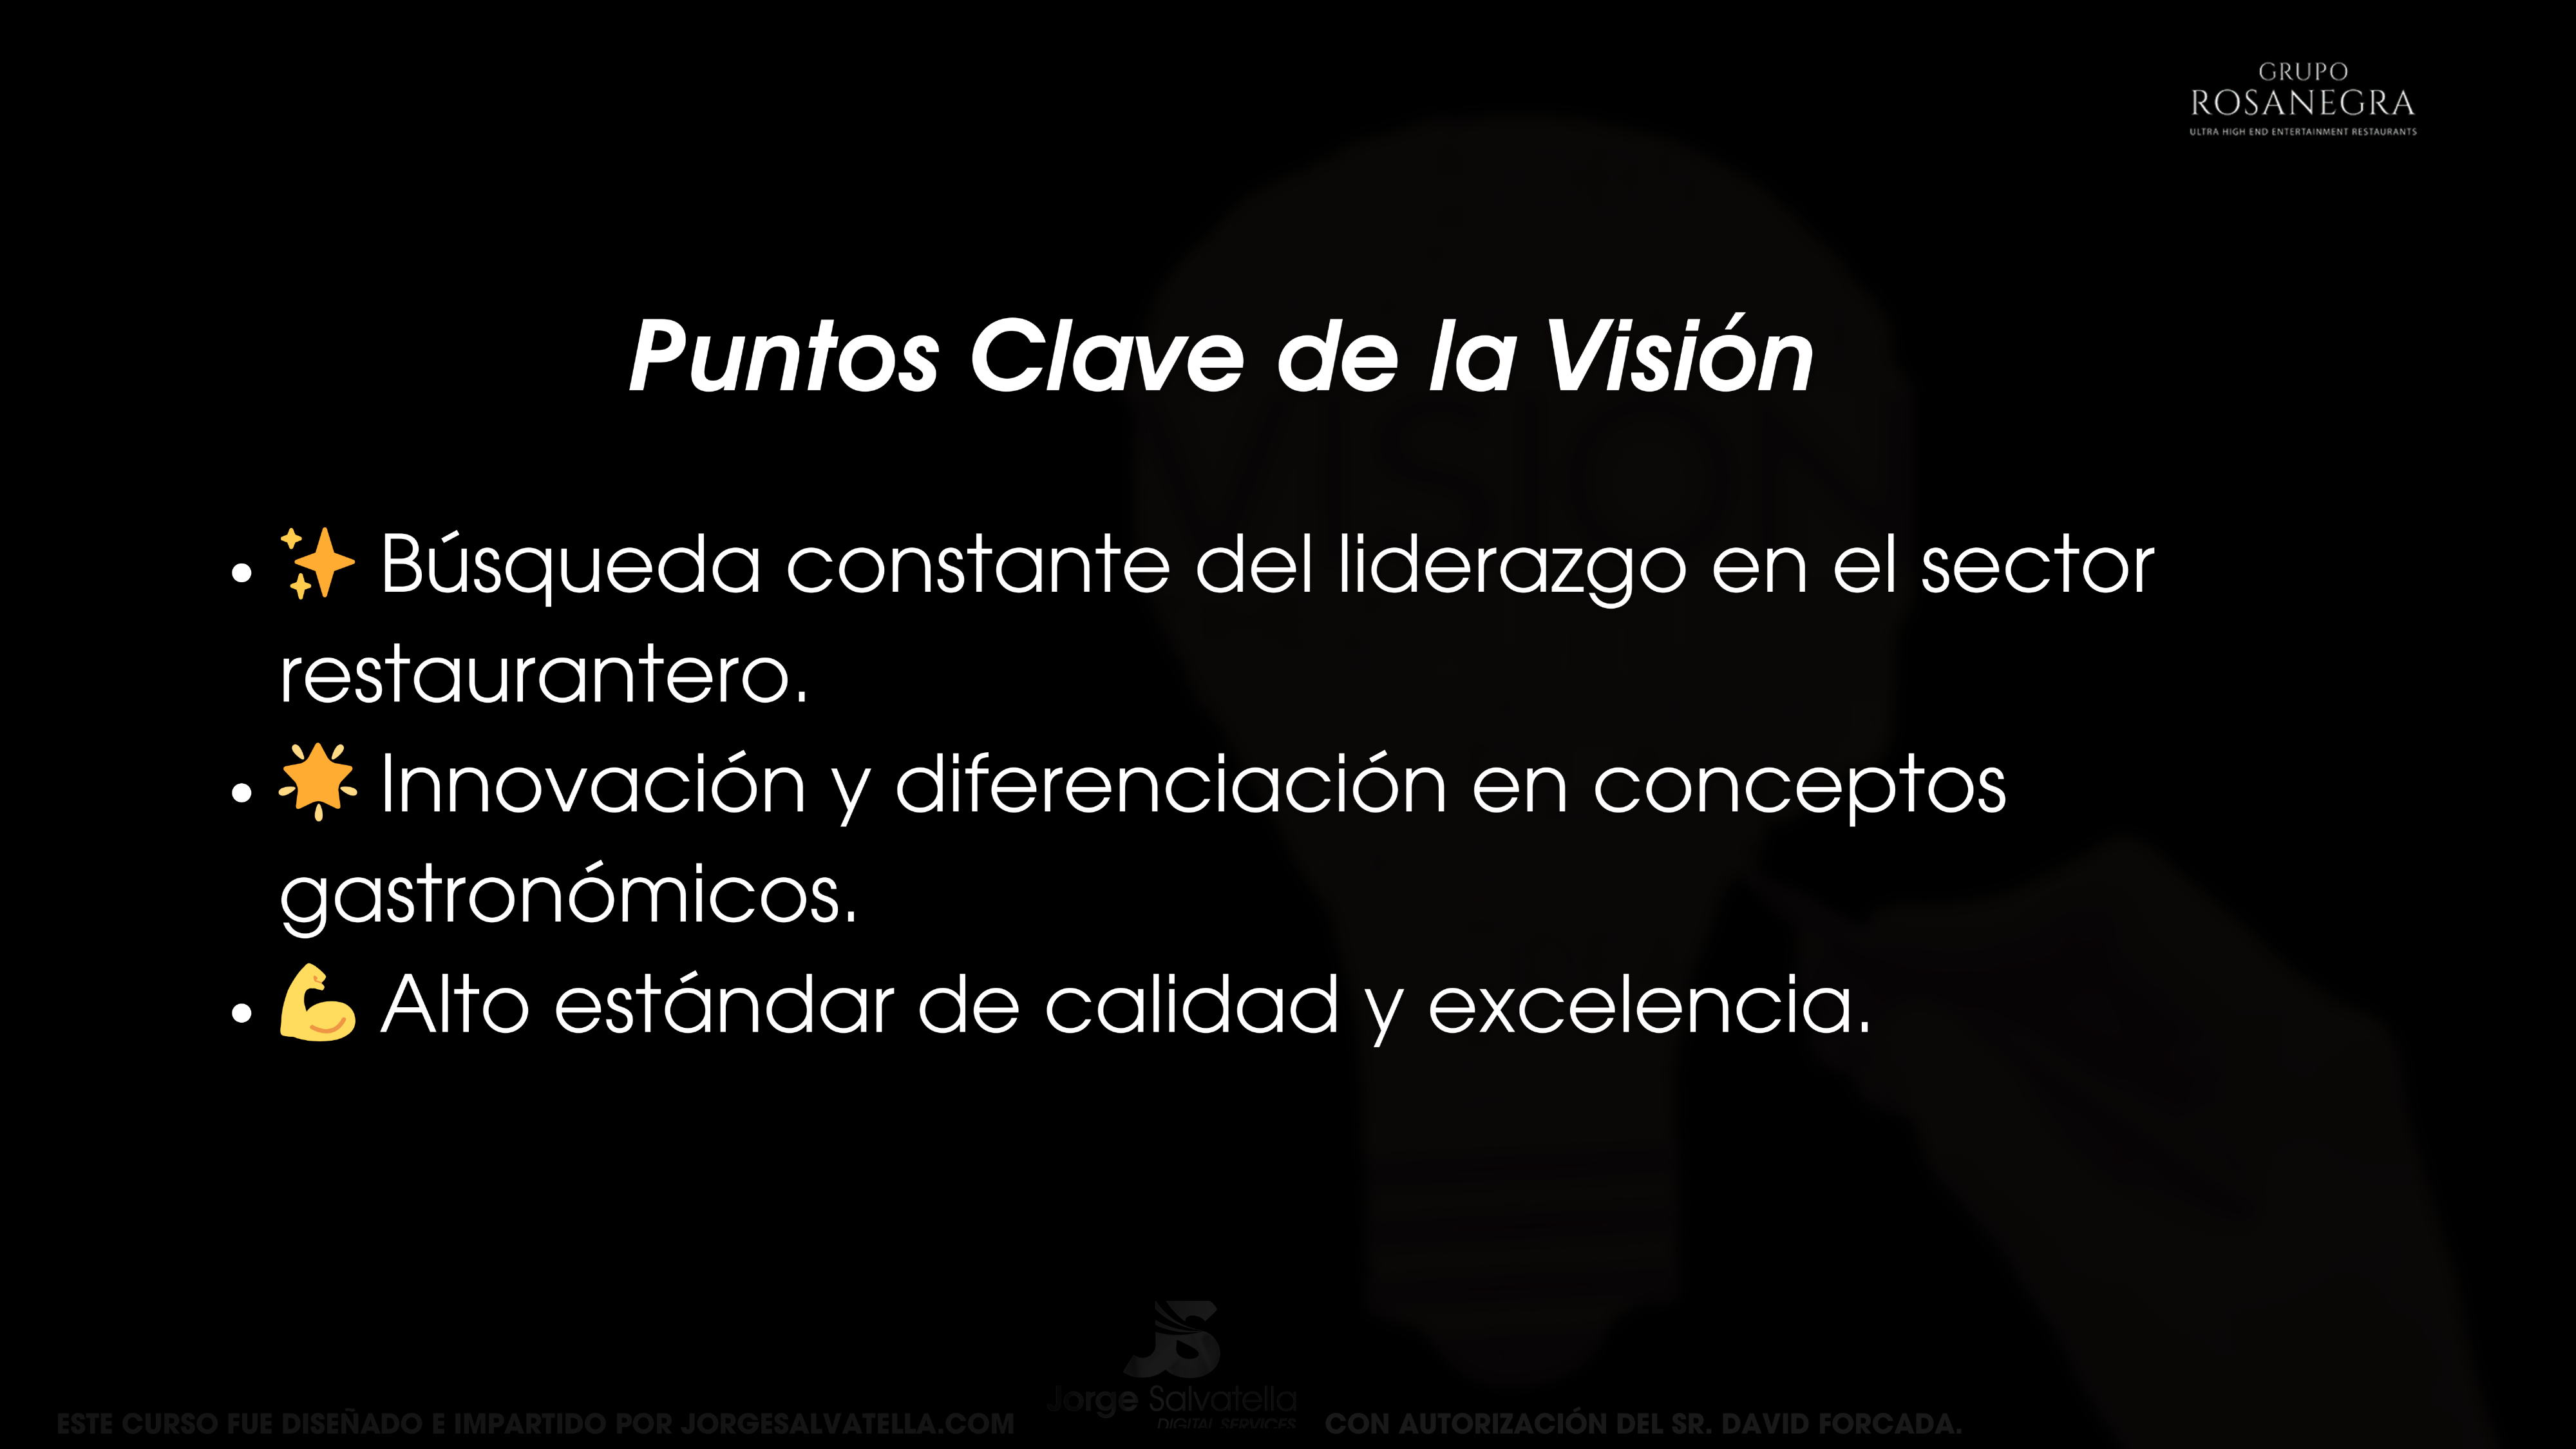 GRUPO
ROSANEGRA
ULTRA HIGH END ENTERTAINMENT RESTAURANTS
Puntos Clave de la Visión
• ✨ Búsqueda constante del liderazgo en el sector
restaurantero.
• 🌟 Innovación y diferenciación en conceptos
gastronómicos.
• 💪 Alto estándar de calidad y excelencia.
VISION
JS
Jorge Salvatella
DIGITAL SERVICES
ESTE CURSO FUE DISEÑADO E IMPARTIDO POR JORGESALVATELLA.COM
CON AUTORIZACIÓN DEL SR. DAVID FORCADA.